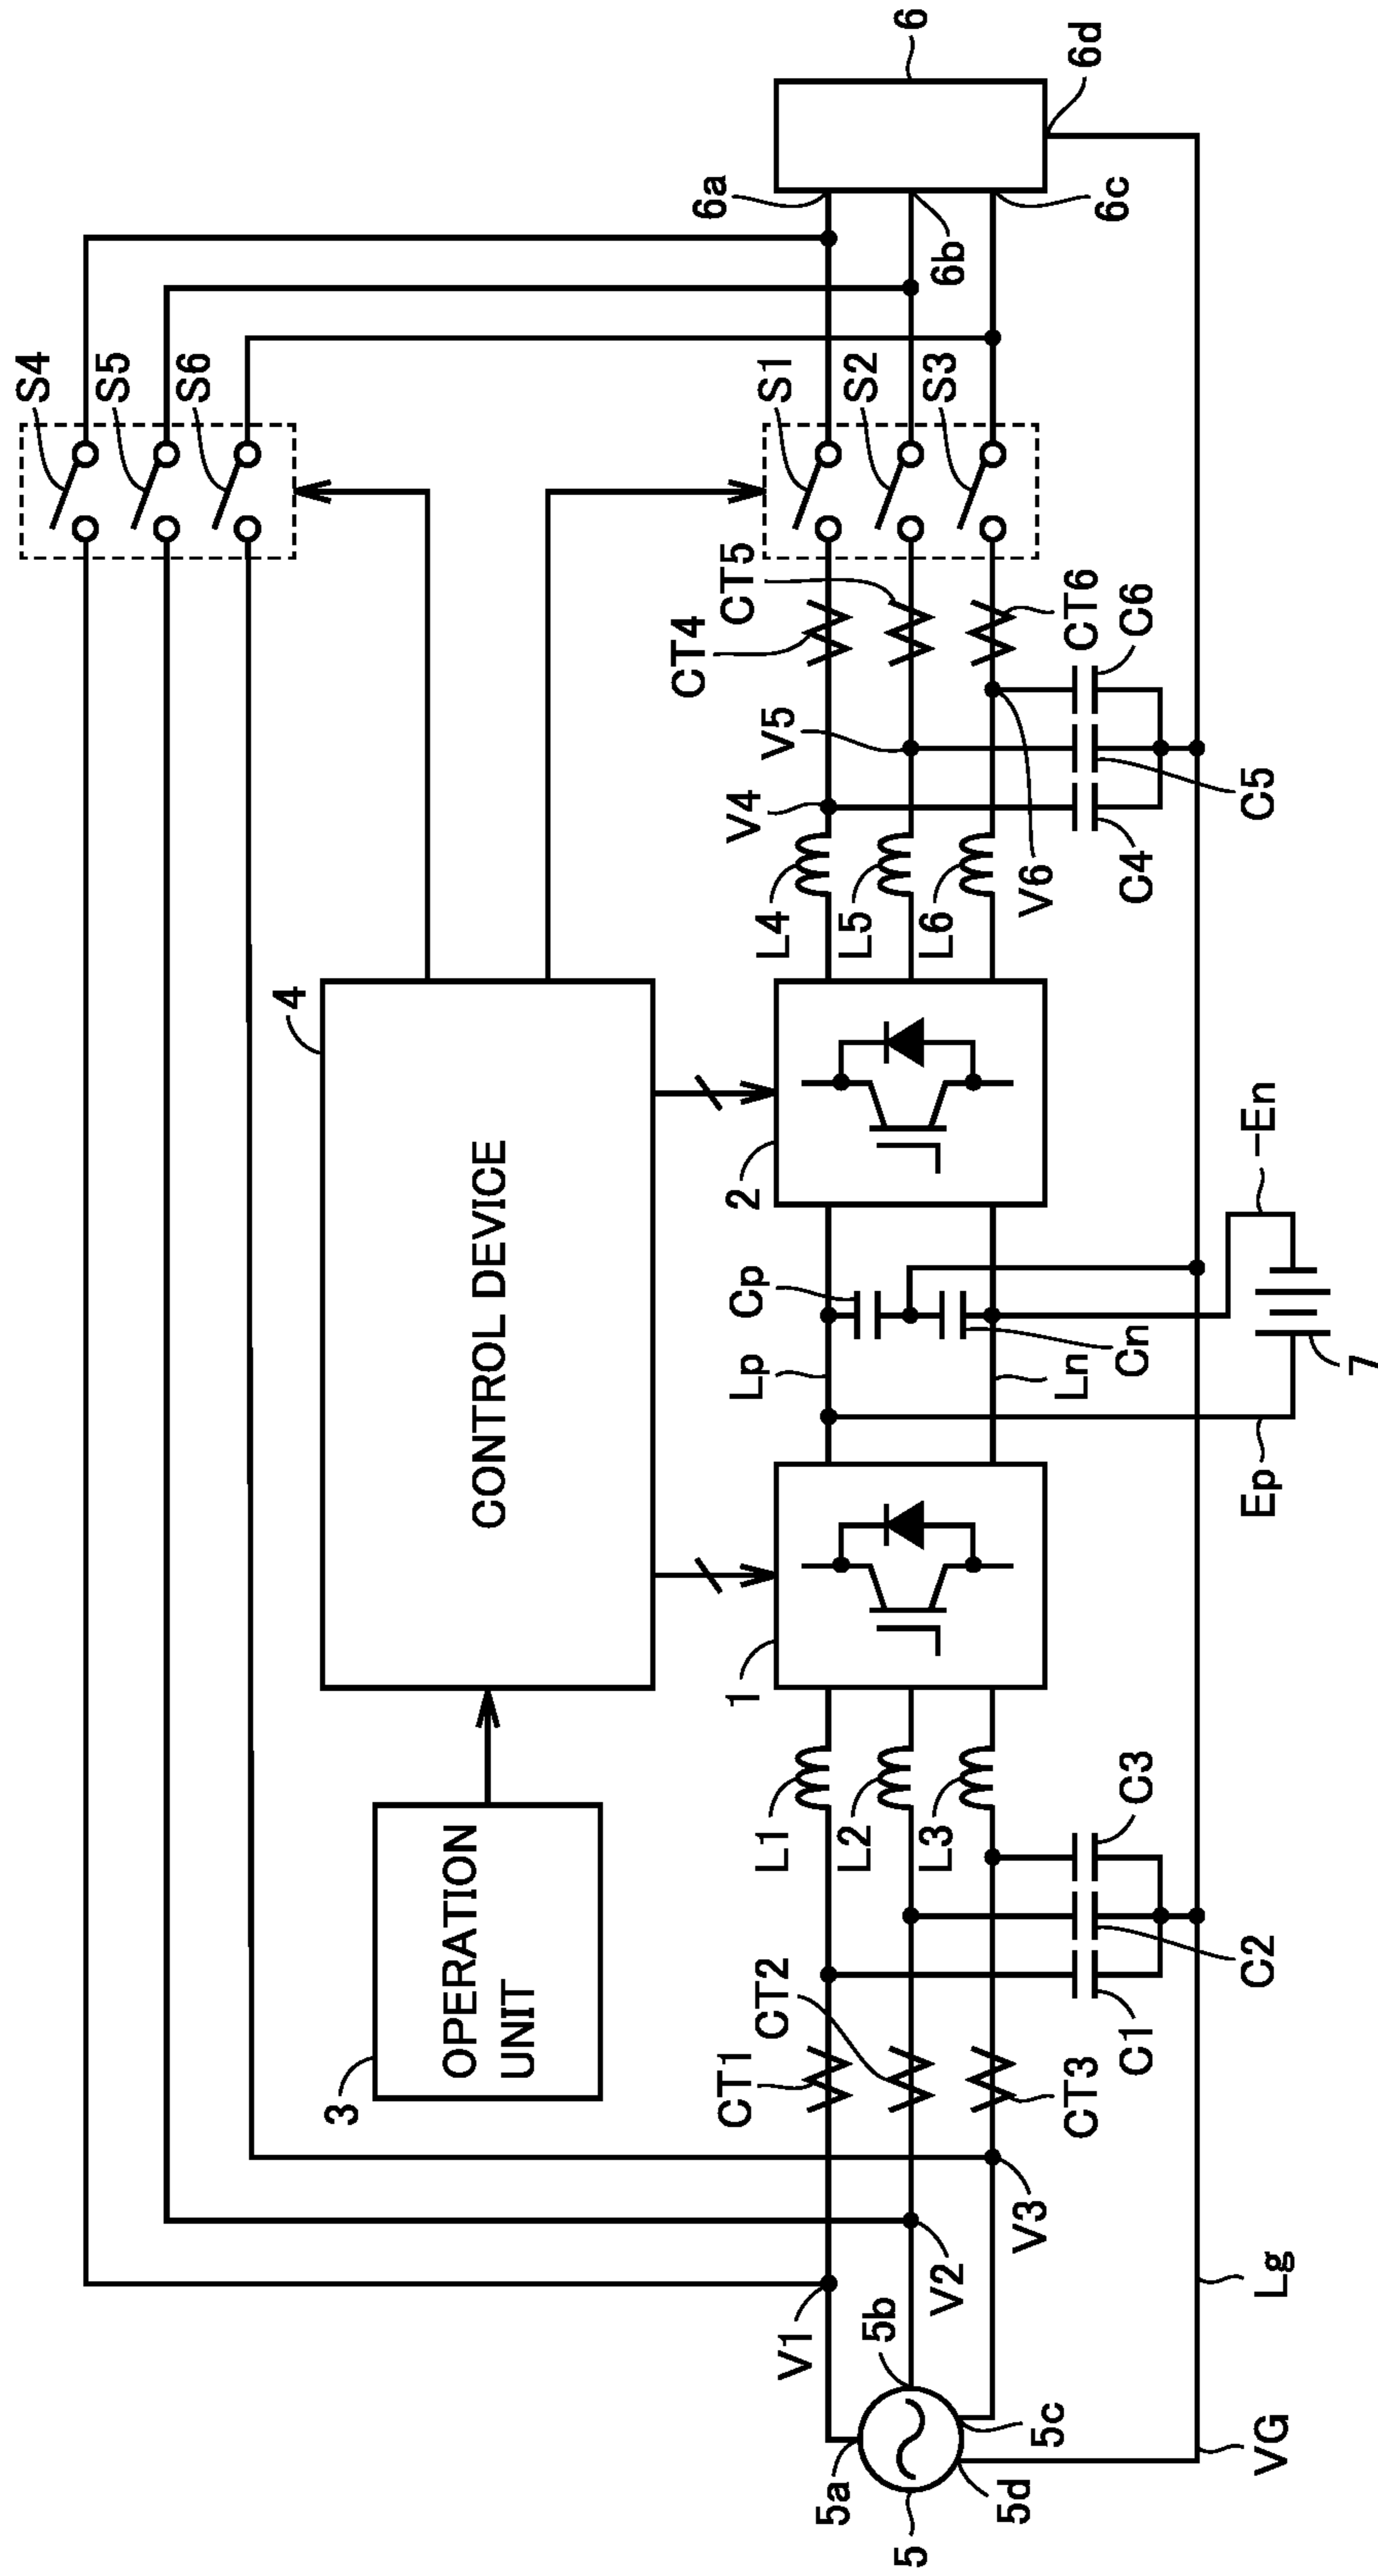 S4
S5
S6
4
CONTROL DEVICE
3
OPERATION
UNIT
6
6a
6b
6c
6d
S1
S2
S3
CT4
CT5
CT6
V4
V5
V6
C4
C5
C6
L4
L5
L6
2
Cp
Cn
Lp
Ln
1
–En
Ep
7
L1
L2
L3
C3
C2
C1
CT1
CT2
CT3
V1
V2
V3
5a
5b
5c
5d
5
Lg
VG